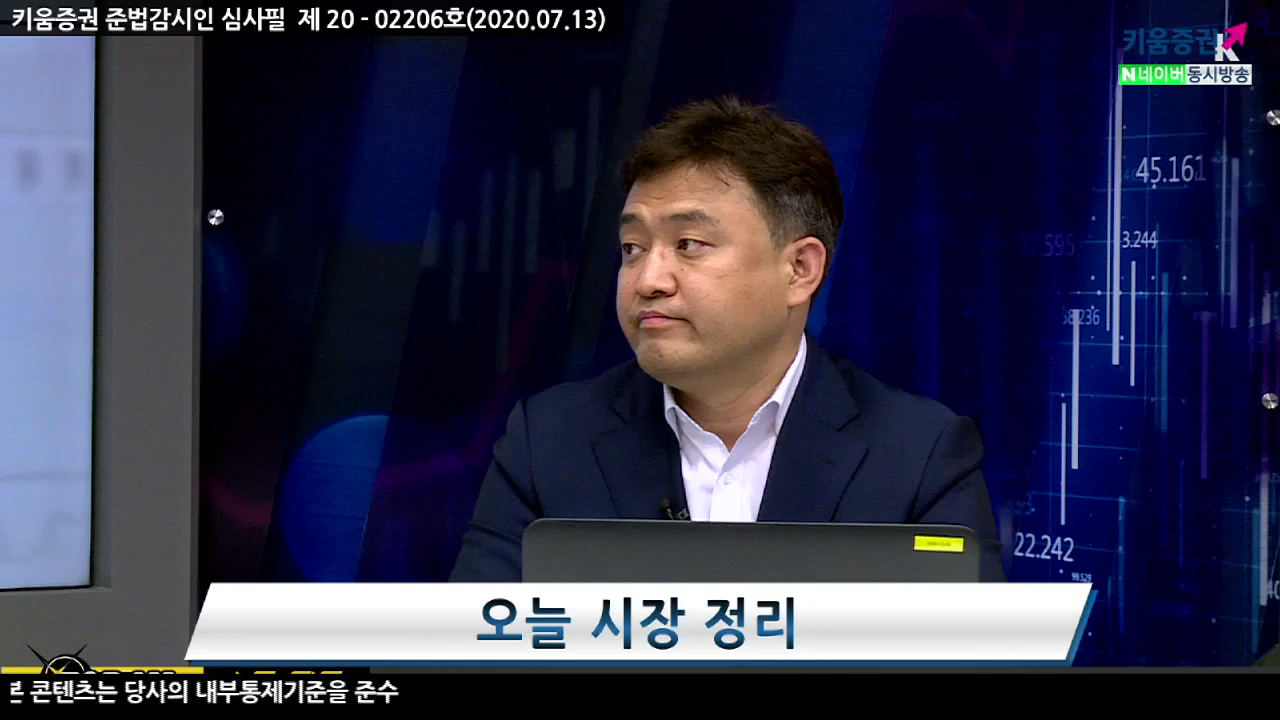 키움증권 준법감시인 심사필 제 20 - 02206호(2020.07.13)
키움증권
N네이버 동시방송
45.161
3.244
22.242
99.529
오늘 시장 정리
콘텐츠는 당사의 내부통제기준을 준수